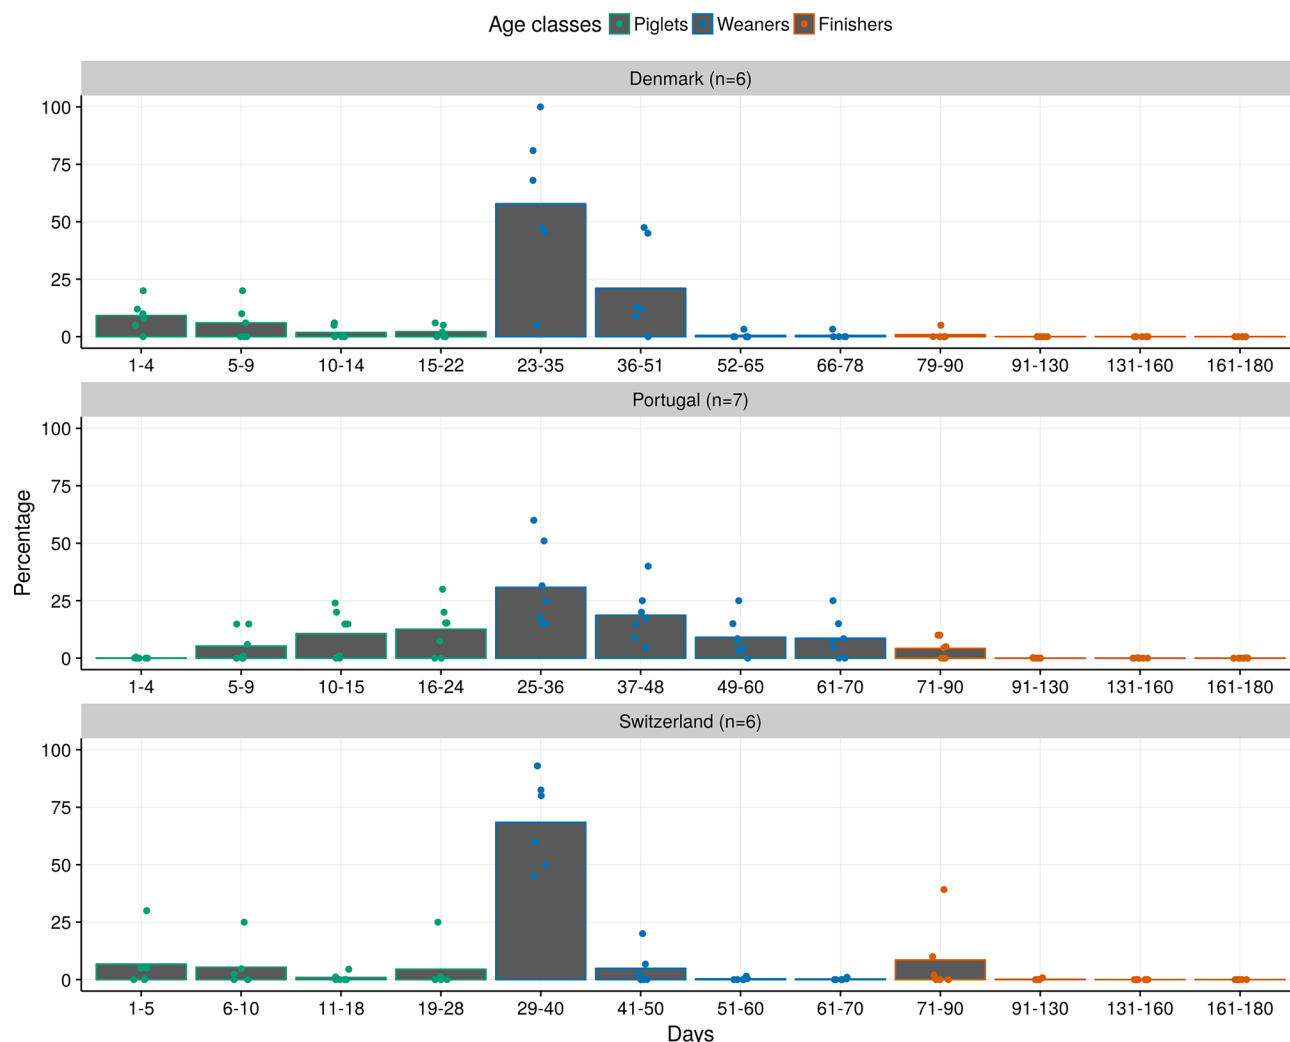 Age classes Piglets Weaners Finishers
Denmark (n=6)
100
75
50
25
0
1-4 5-9 10-14 15-22 23-35 36-51 52-65 66-78 79-90 91-130 131-160 161-180
Portugal (n=7)
100
75
50
25
0
1-4 5-9 10-15 16-24 25-36 37-48 49-60 61-70 71-90 91-130 131-160 161-180
Percentage
Switzerland (n=6)
100
75
50
25
0
1-5 6-10 11-18 19-28 29-40 41-50 51-60 61-70 71-90 91-130 131-160 161-180
Days